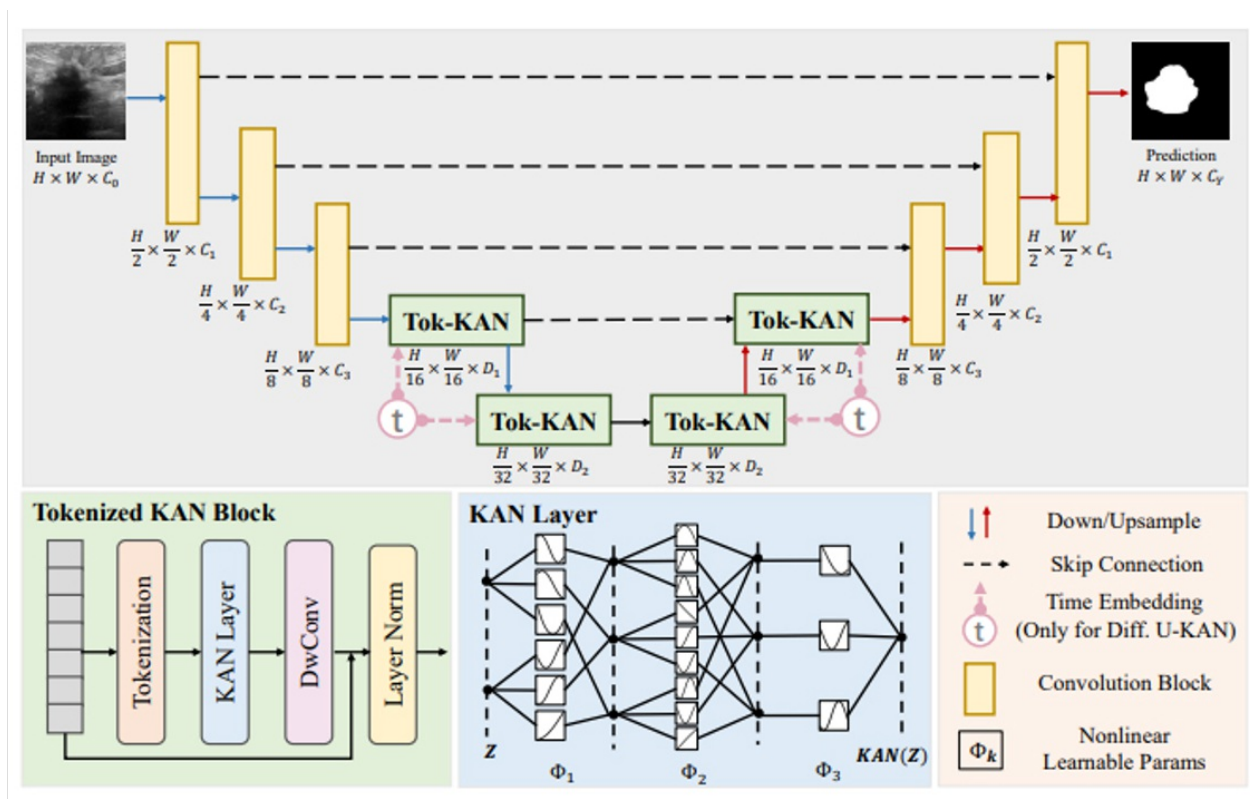 Input Image
H × W × C₀
H/2 × W/2 × C₁
H/4 × W/4 × C₂
H/8 × W/8 × C₃
Tok-KAN
H/16 × W/16 × D₁
t
Tok-KAN
H/32 × W/32 × D₂
Tok-KAN
H/32 × W/32 × D₂
Tok-KAN
H/16 × W/16 × D₁
t
H/8 × W/8 × C₃
H/4 × W/4 × C₂
H/2 × W/2 × C₁
Prediction
H × W × Cᵧ
Tokenized KAN Block
Tokenization
KAN Layer
DwConv
Layer Norm
KAN Layer
Z
Φ₁
Φ₂
Φ₃
KAN(Z)
Down/Upsample
Skip Connection
t
Time Embedding
(Only for Diff. U-KAN)
Convolution Block
Φₖ
Nonlinear
Learnable Params